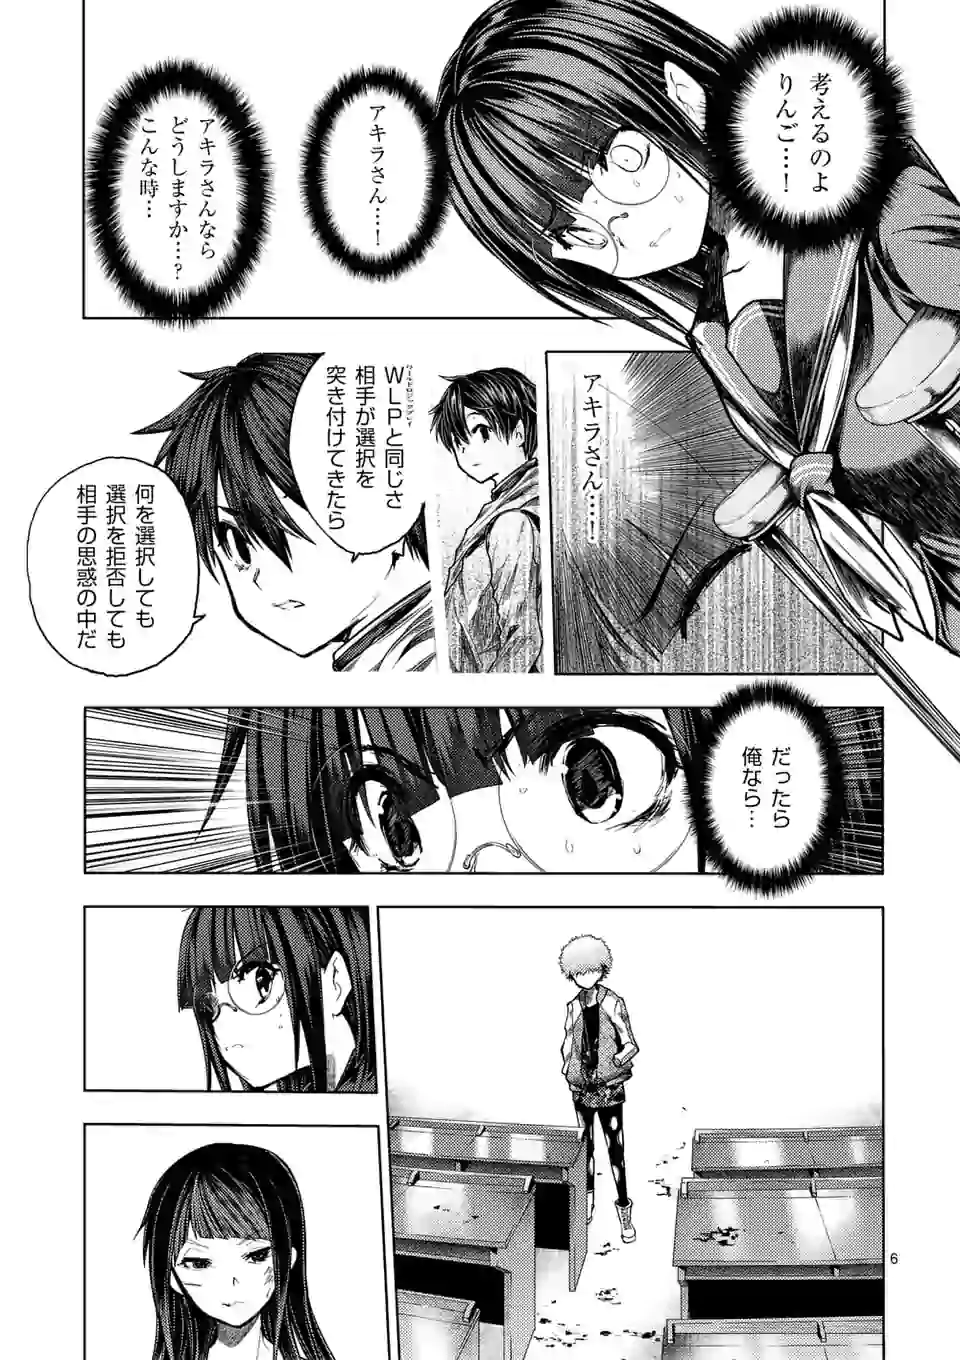 考えるのよ
りんご…！
アキラさん…！
アキラさんなら
どうしますか…？
こんな時…
アキラさん…！
WLPと同じさ
相手が選択を
突き付けてきたら
何を選択しても
選択を拒否しても
相手の思惑の中だ
だったら
俺なら…
6